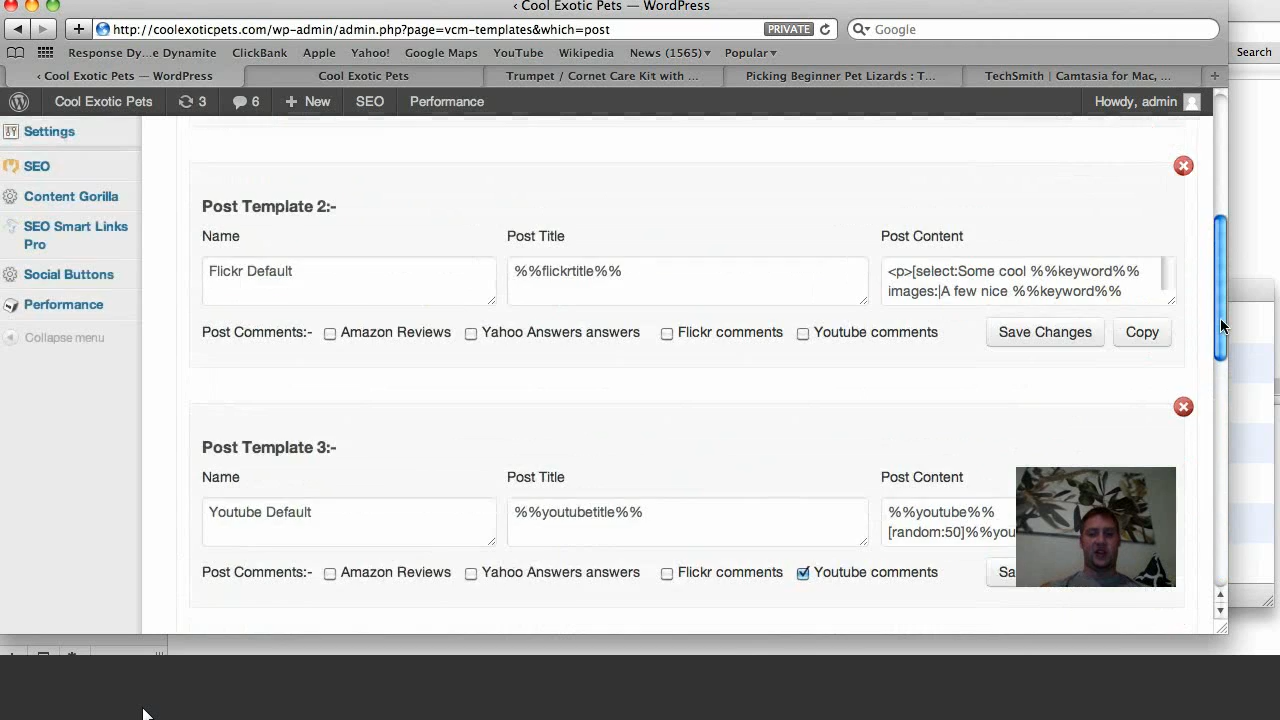 ‹ Cool Exotic Pets — WordPress
http://coolexoticpets.com/wp-admin/admin.php?page=vcm-templates&which=post
PRIVATE
Google
Response Dy...e Dynamite
ClickBank
Apple
Yahoo!
Google Maps
YouTube
Wikipedia
News (1565)
Popular
Search
‹ Cool Exotic Pets — WordPress
Cool Exotic Pets
Trumpet / Cornet Care Kit with ...
Picking Beginner Pet Lizards : T...
TechSmith | Camtasia for Mac, ...
Cool Exotic Pets
3
6
New
SEO
Performance
Howdy, admin
Settings
SEO
Content Gorilla
SEO Smart Links
Pro
Social Buttons
Performance
Collapse menu
Post Template 2:-
Name
Post Title
Post Content
Flickr Default
%%flickrtitle%%
<p>[select:Some cool %%keyword%%
images:|A few nice %%keyword%%
Post Comments:-
Amazon Reviews
Yahoo Answers answers
Flickr comments
Youtube comments
Save Changes
Copy
Post Template 3:-
Name
Post Title
Post Content
Youtube Default
%%youtubetitle%%
%%youtube%%
[random:50]%%you
Post Comments:-
Amazon Reviews
Yahoo Answers answers
Flickr comments
Youtube comments
Sa